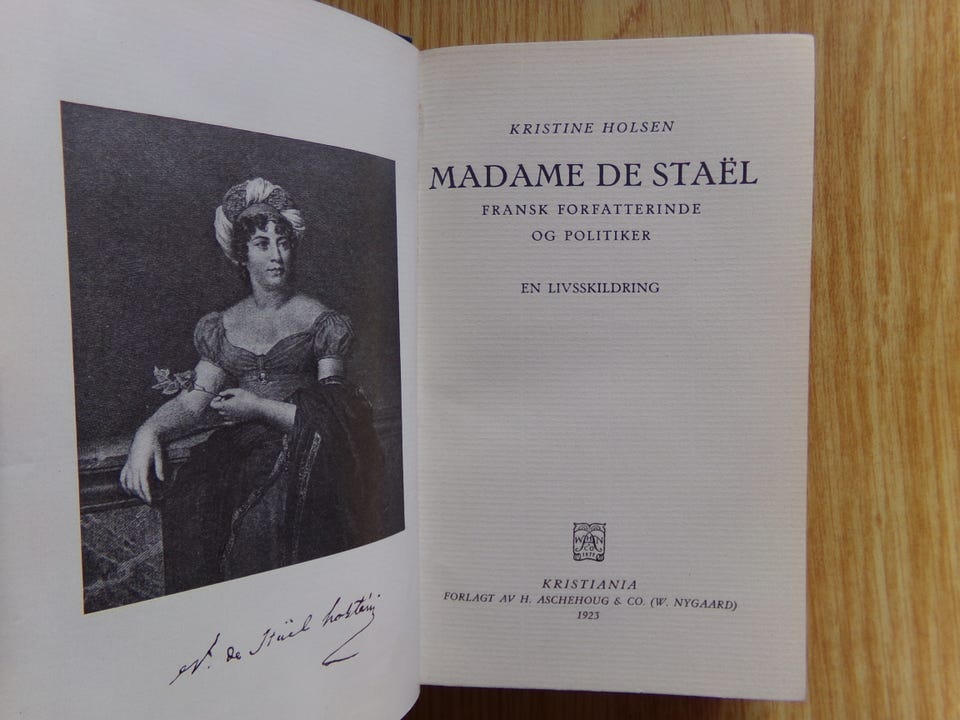 N. de Staël holstein
KRISTINE HOLSEN
MADAME DE STAËL
FRANSK FORFATTERINDE
OG POLITIKER
EN LIVSSKILDRING
KRISTIANIA
FORLAGT AV H. ASCHEHOUG & CO. (W. NYGAARD)
1923